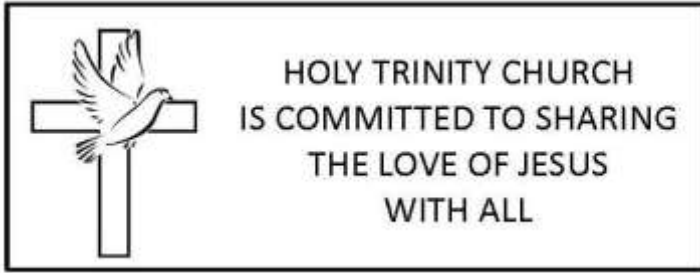 HOLY TRINITY CHURCH
IS COMMITTED TO SHARING
THE LOVE OF JESUS
WITH ALL